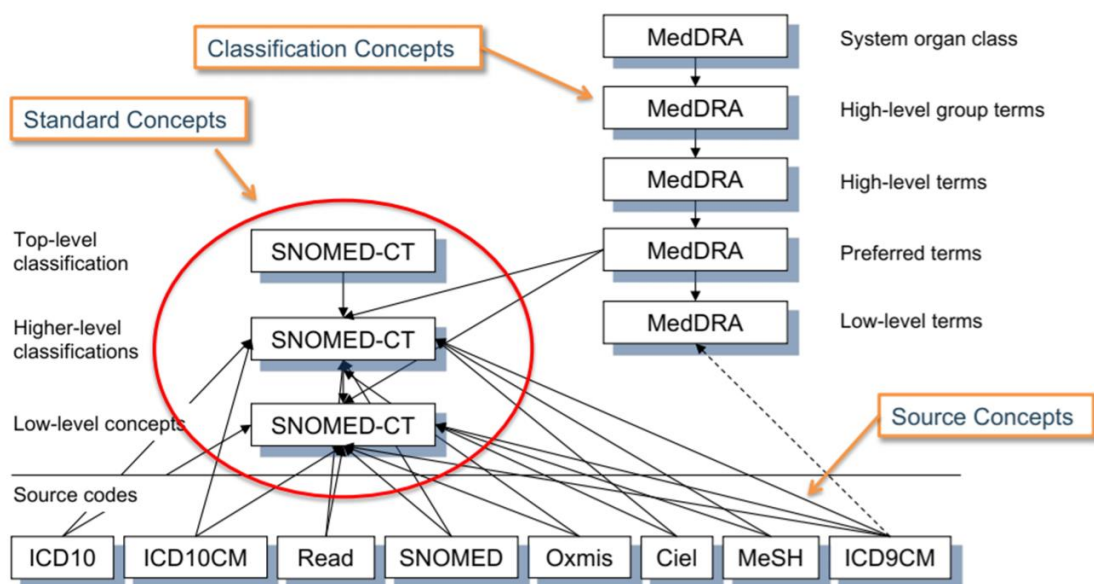 Classification Concepts
MedDRA
System organ class
Standard Concepts
MedDRA
High-level group terms
MedDRA
High-level terms
Top-level
classification
SNOMED-CT
MedDRA
Preferred terms
Higher-level
classifications
SNOMED-CT
MedDRA
Low-level terms
Low-level concepts
SNOMED-CT
Source Concepts
Source codes
ICD10
ICD10CM
Read
SNOMED
Oxmis
Ciel
MeSH
ICD9CM